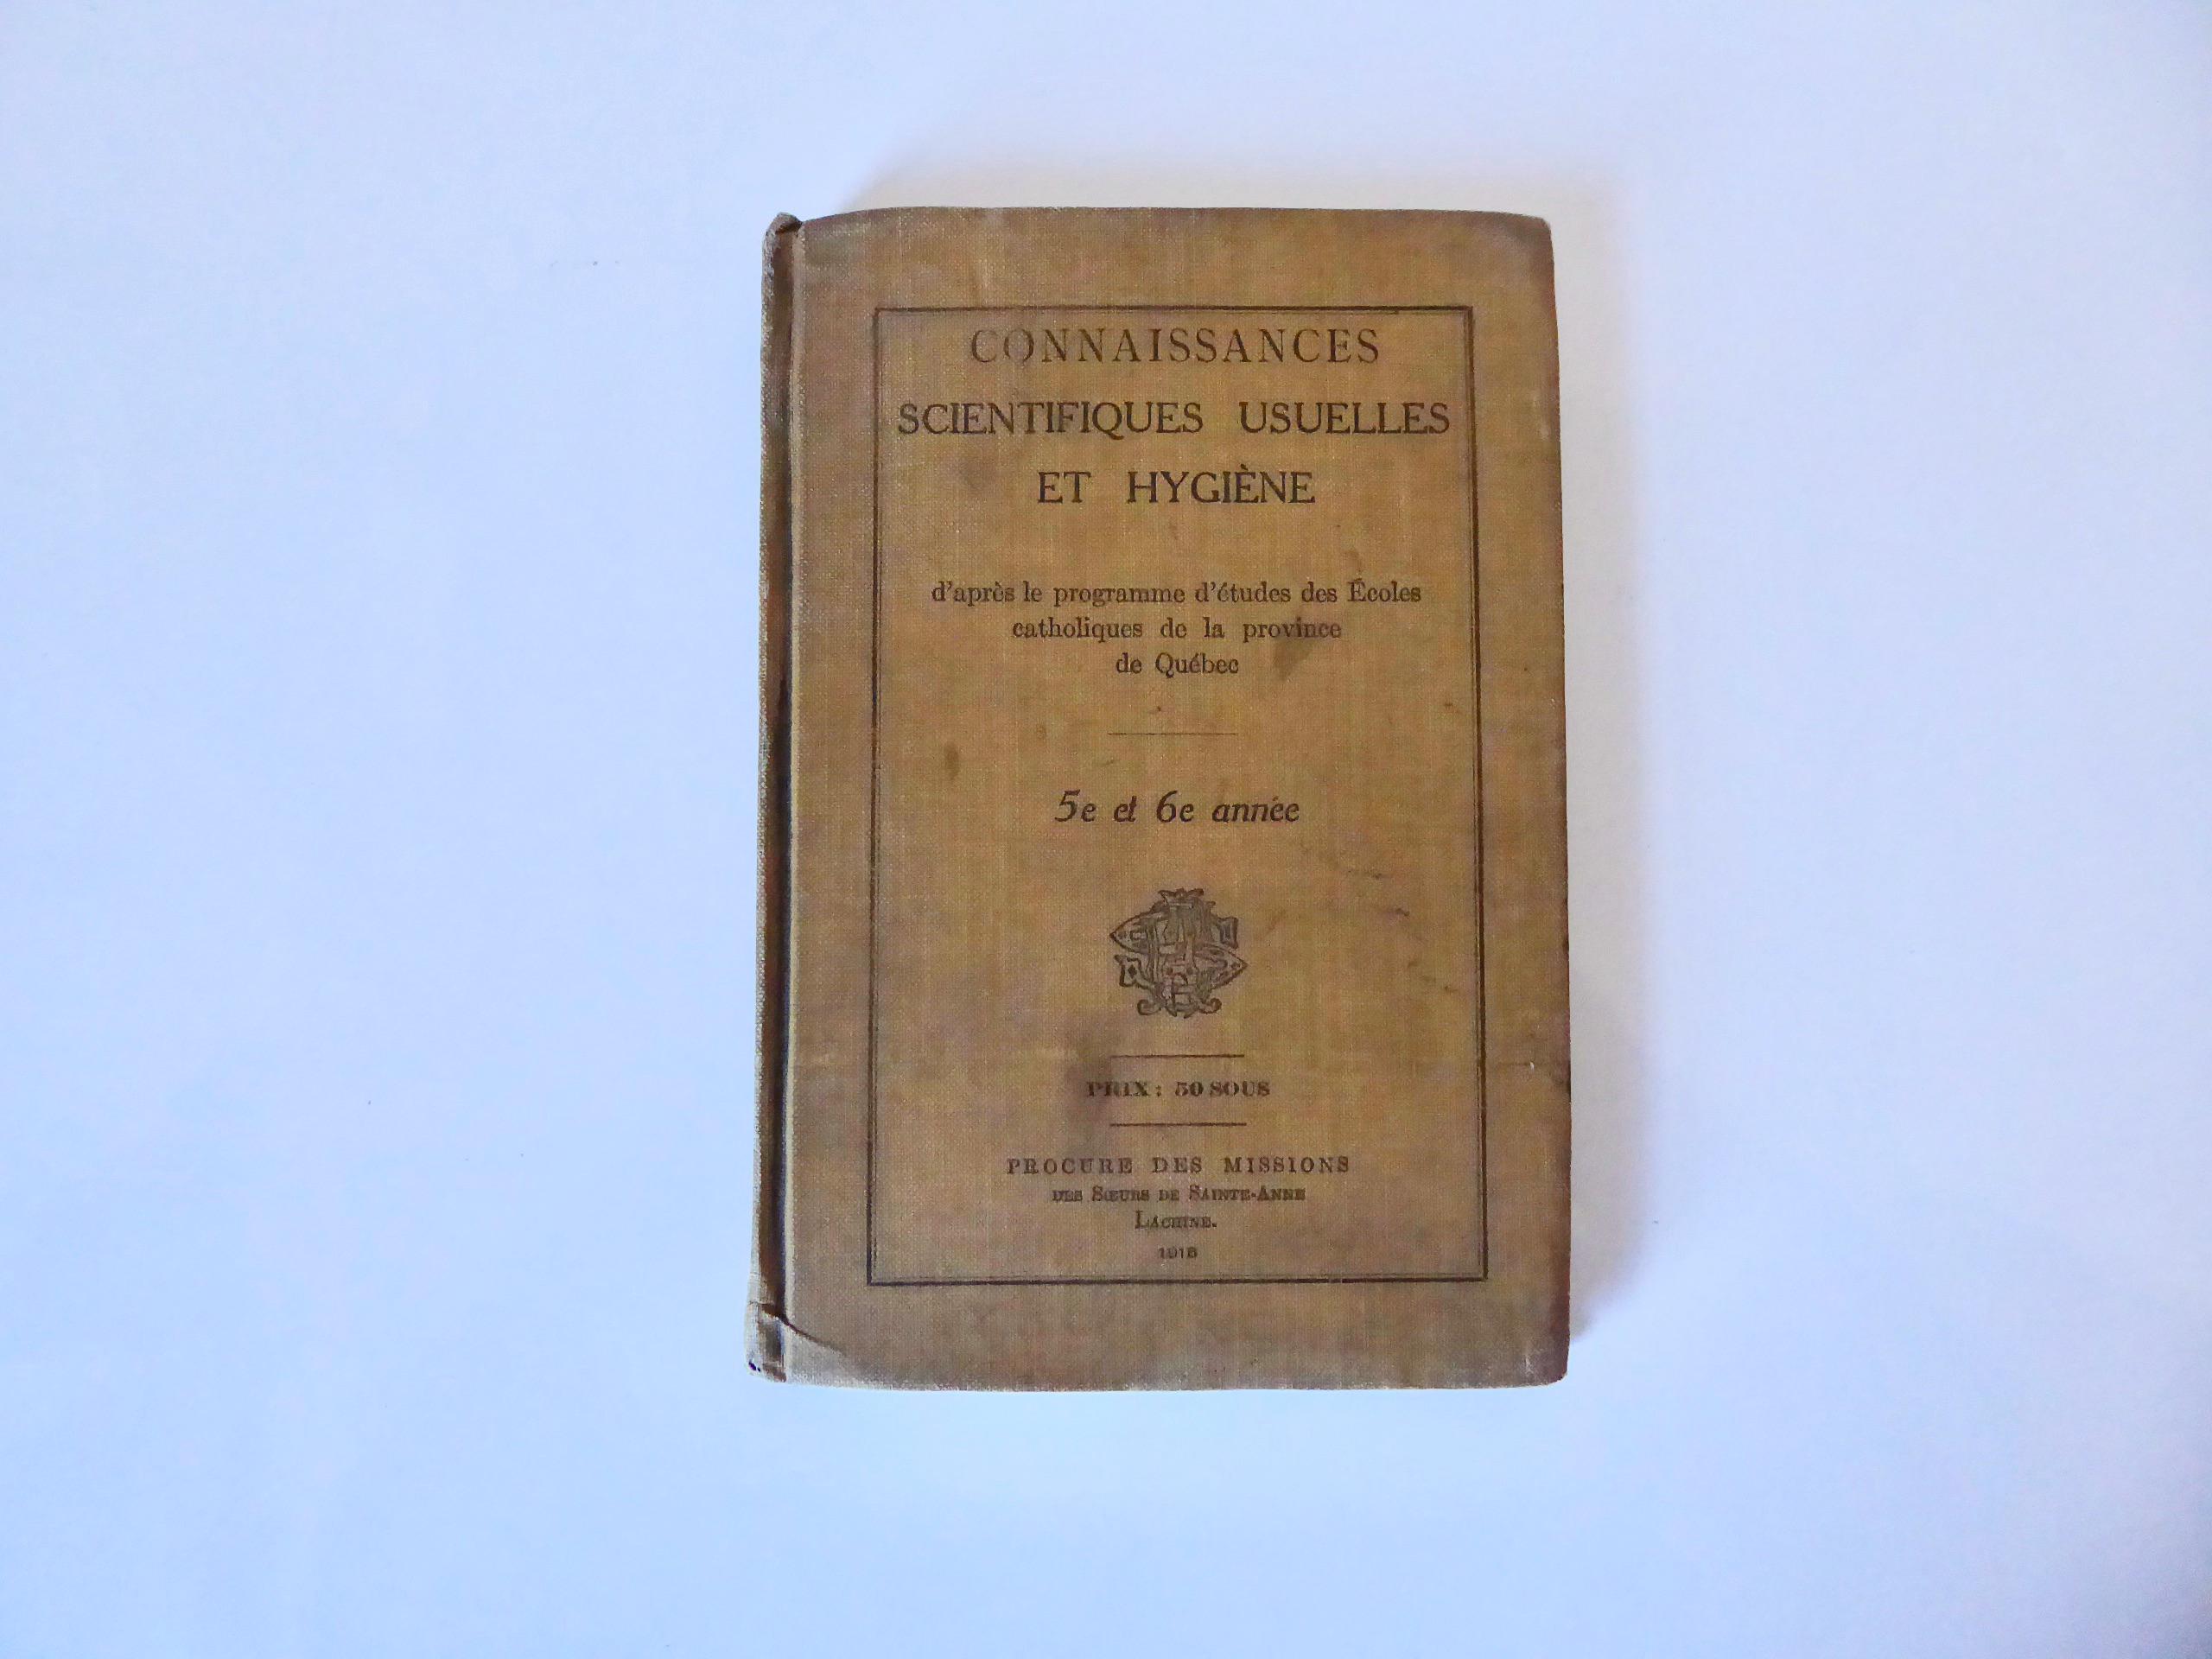 CONNAISSANCES
SCIENTIFIQUES USUELLES
ET HYGIÈNE
d'après le programme d'études des Écoles
catholiques de la province
de Québec
5e et 6e année
PRIX: 50 SOUS
PROCURE DES MISSIONS
DES SŒURS DE SAINTE-ANNE
LACHINE.